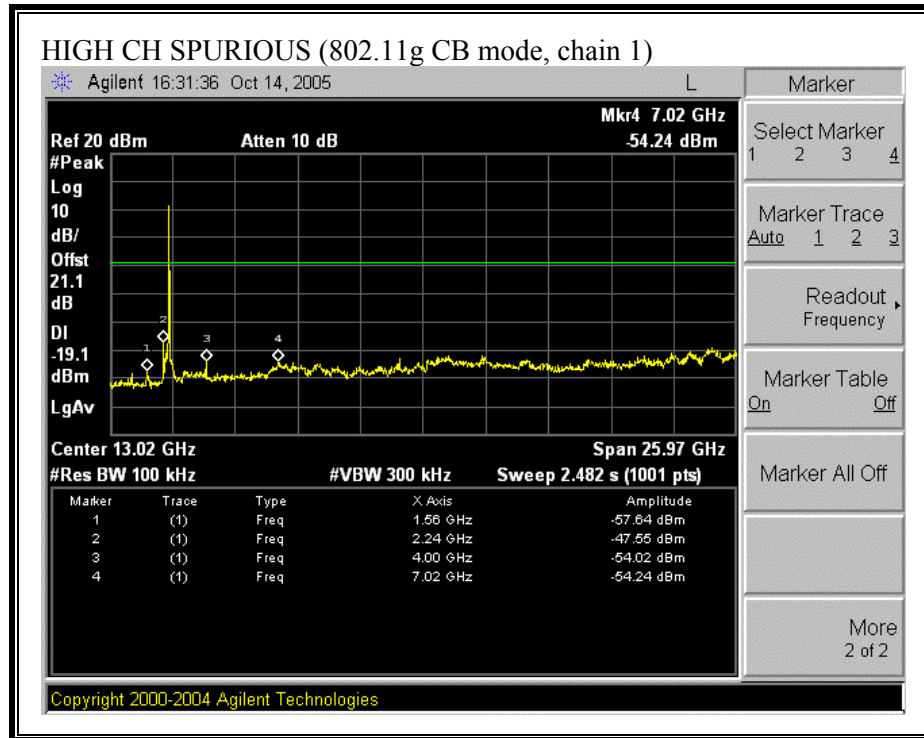 HIGH CH SPURIOUS (802.11g CB mode, chain 1)
Agilent 16:31:36 Oct 14, 2005 L
Marker
Mkr4 7.02 GHz
Ref 20 dBm Atten 10 dB -54.24 dBm
#Peak
Log
10
dB/
Offst
21.1
dB
DI
-19.1
dBm
LgAv
1
2
3
4
Center 13.02 GHz Span 25.97 GHz
#Res BW 100 kHz #VBW 300 kHz Sweep 2.482 s (1001 pts)
Marker Trace Type X Axis Amplitude
1 (1) Freq 1.56 GHz -57.64 dBm
2 (1) Freq 2.24 GHz -47.55 dBm
3 (1) Freq 4.00 GHz -54.02 dBm
4 (1) Freq 7.02 GHz -54.24 dBm
Select Marker
1 2 3 4
Marker Trace
Auto 1 2 3
Readout
Frequency
Marker Table
On Off
Marker All Off
More
2 of 2
Copyright 2000-2004 Agilent Technologies